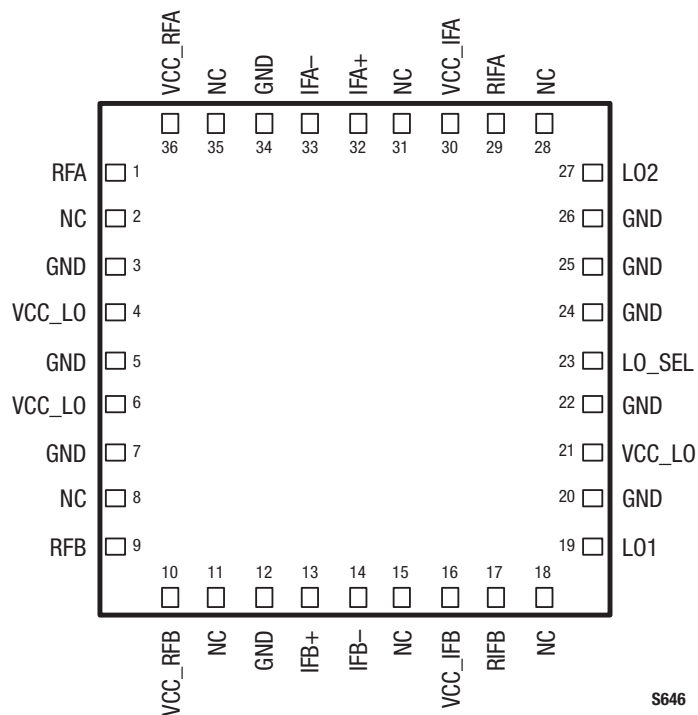 VCC_RFA NC GND IFA– IFA+ NC VCC_IFA RIFA NC
36 35 34 33 32 31 30 29 28
RFA 1 27 LO2
NC 2 26 GND
GND 3 25 GND
VCC_LO 4 24 GND
GND 5 23 LO_SEL
VCC_LO 6 22 GND
GND 7 21 VCC_LO
NC 8 20 GND
RFB 9 19 LO1
10 11 12 13 14 15 16 17 18
VCC_RFB NC GND IFB+ IFB– NC VCC_IFB RIFB NC
S646